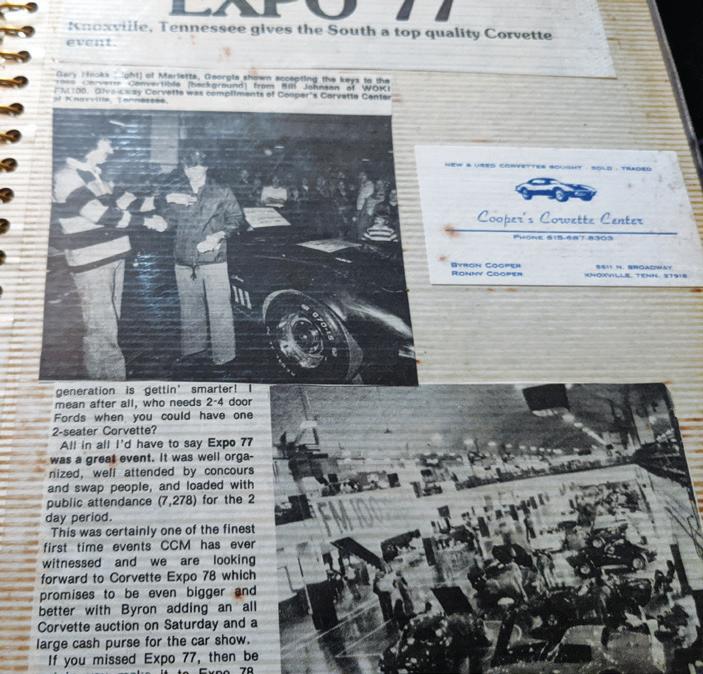 EXPO 77
Knoxville, Tennessee gives the South a top quality Corvette
event.
Gary Hooks of Marietta, Georgia shown accepting the keys to the
Corvette Convertible (background) from Bill Johnson of WOKI
FM100. Give-away Corvette was compliments of Cooper's Corvette Center
of Knoxville, Tennessee.
NEW & USED CORVETTES BOUGHT · SOLD · TRADED
Cooper's Corvette Center
PHONE 615-687-8303
BYRON COOPER
RONNY COOPER
5511 N. BROADWAY
KNOXVILLE, TENN. 37918
generation is gettin' smarter! I
mean after all, who needs 2-4 door
Fords when you could have one
2-seater Corvette?
All in all I'd have to say Expo 77
was a great event. It was well orga-
nized, well attended by concours
and swap people, and loaded with
public attendance (7,278) for the 2
day period.
This was certainly one of the finest
first time events CCM has ever
witnessed and we are looking
forward to Corvette Expo 78 which
promises to be even bigger and
better with Byron adding an all
Corvette auction on Saturday and a
large cash purse for the car show.
If you missed Expo 77, then be
make it to Expo 78
FM 100